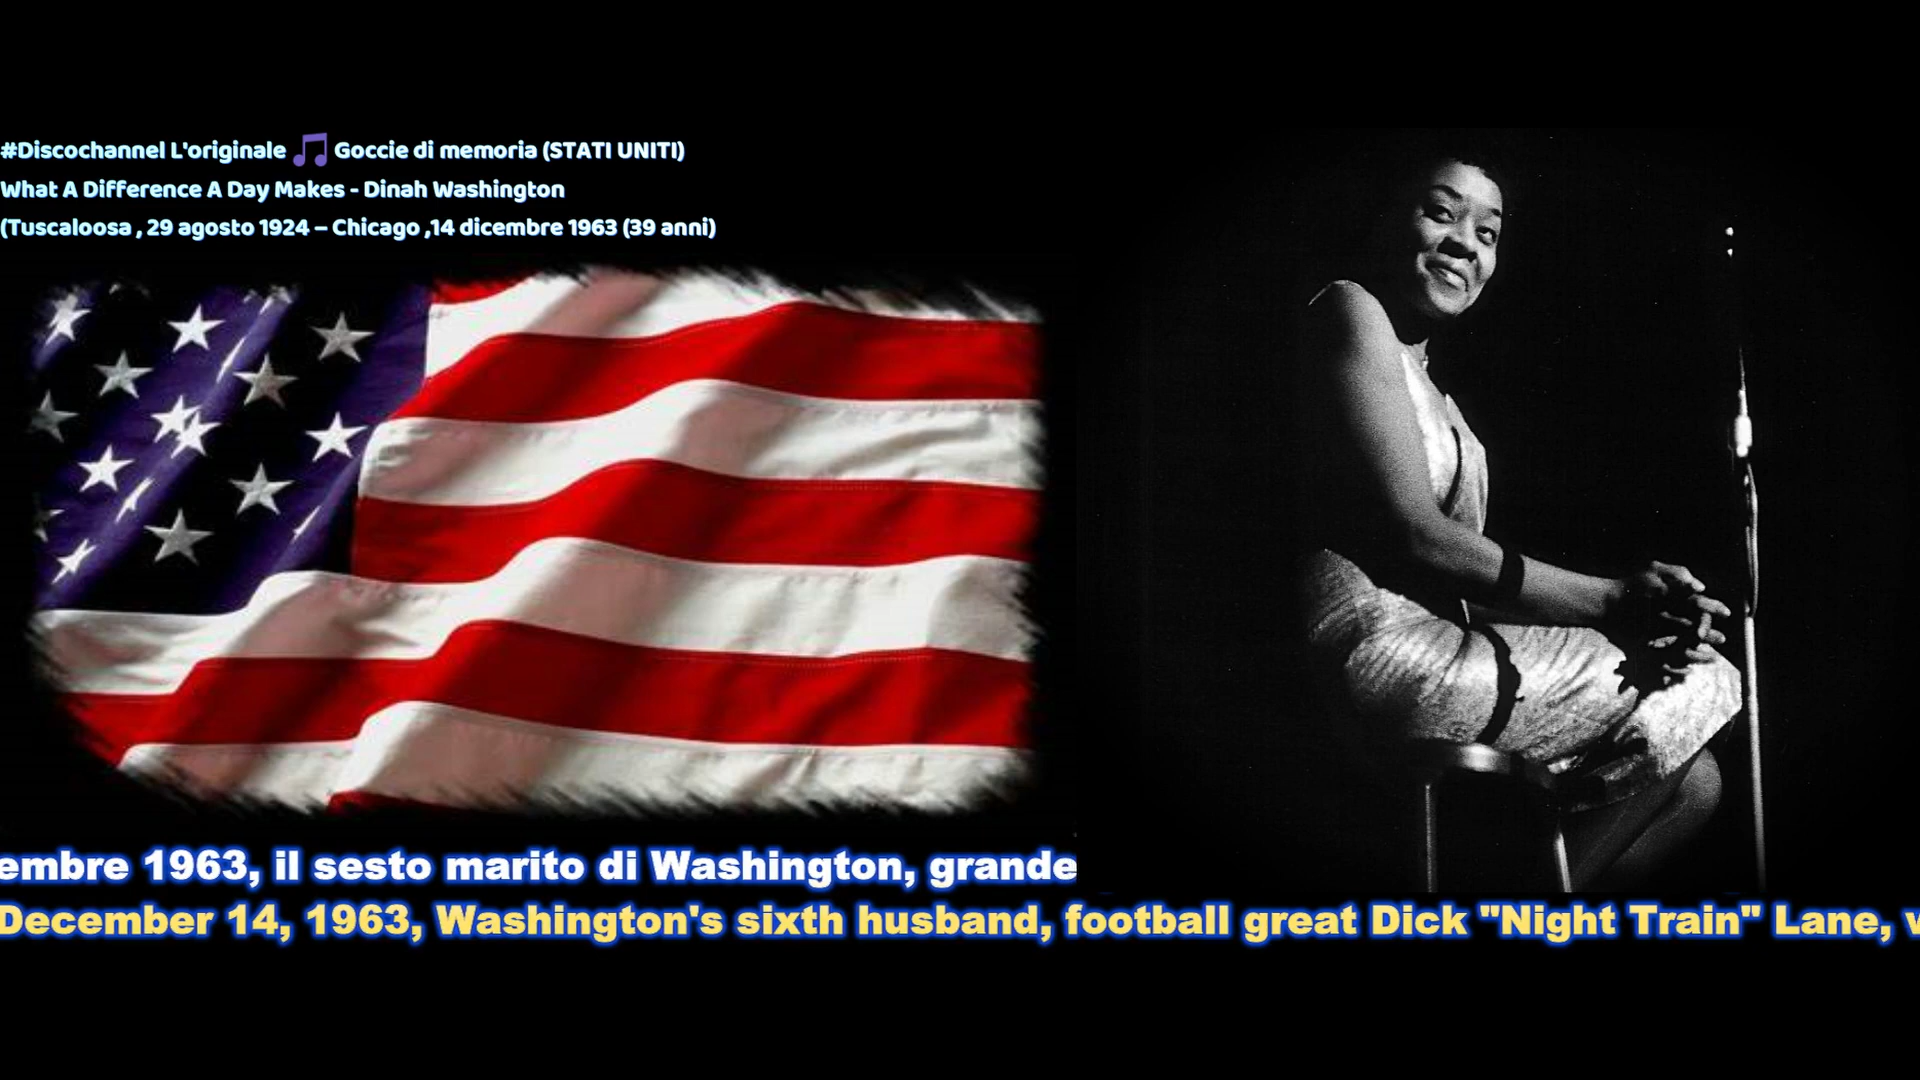 #Discochannel L'originale 🎵 Goccie di memoria (STATI UNITI)
What A Difference A Day Makes - Dinah Washington
(Tuscaloosa , 29 agosto 1924 – Chicago ,14 dicembre 1963 (39 anni)
embre 1963, il sesto marito di Washington, grande
December 14, 1963, Washington's sixth husband, football great Dick "Night Train" Lane,